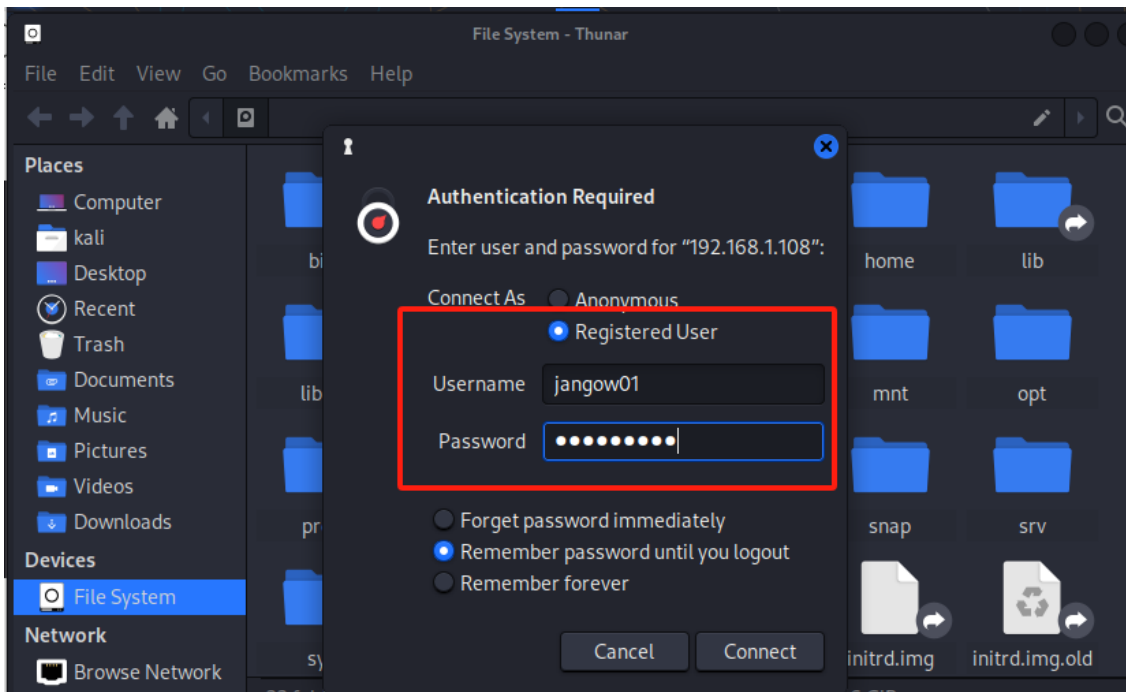 File System - Thunar
File Edit View Go Bookmarks Help
Places
Computer
kali
Desktop
Recent
Trash
Documents
Music
Pictures
Videos
Downloads
Devices
File System
Network
Browse Network
home
lib
mnt
opt
snap
srv
initrd.img
initrd.img.old
Authentication Required
Enter user and password for “192.168.1.108”:
Connect As
Anonymous
Registered User
Username jangow01
Password
Forget password immediately
Remember password until you logout
Remember forever
Cancel Connect